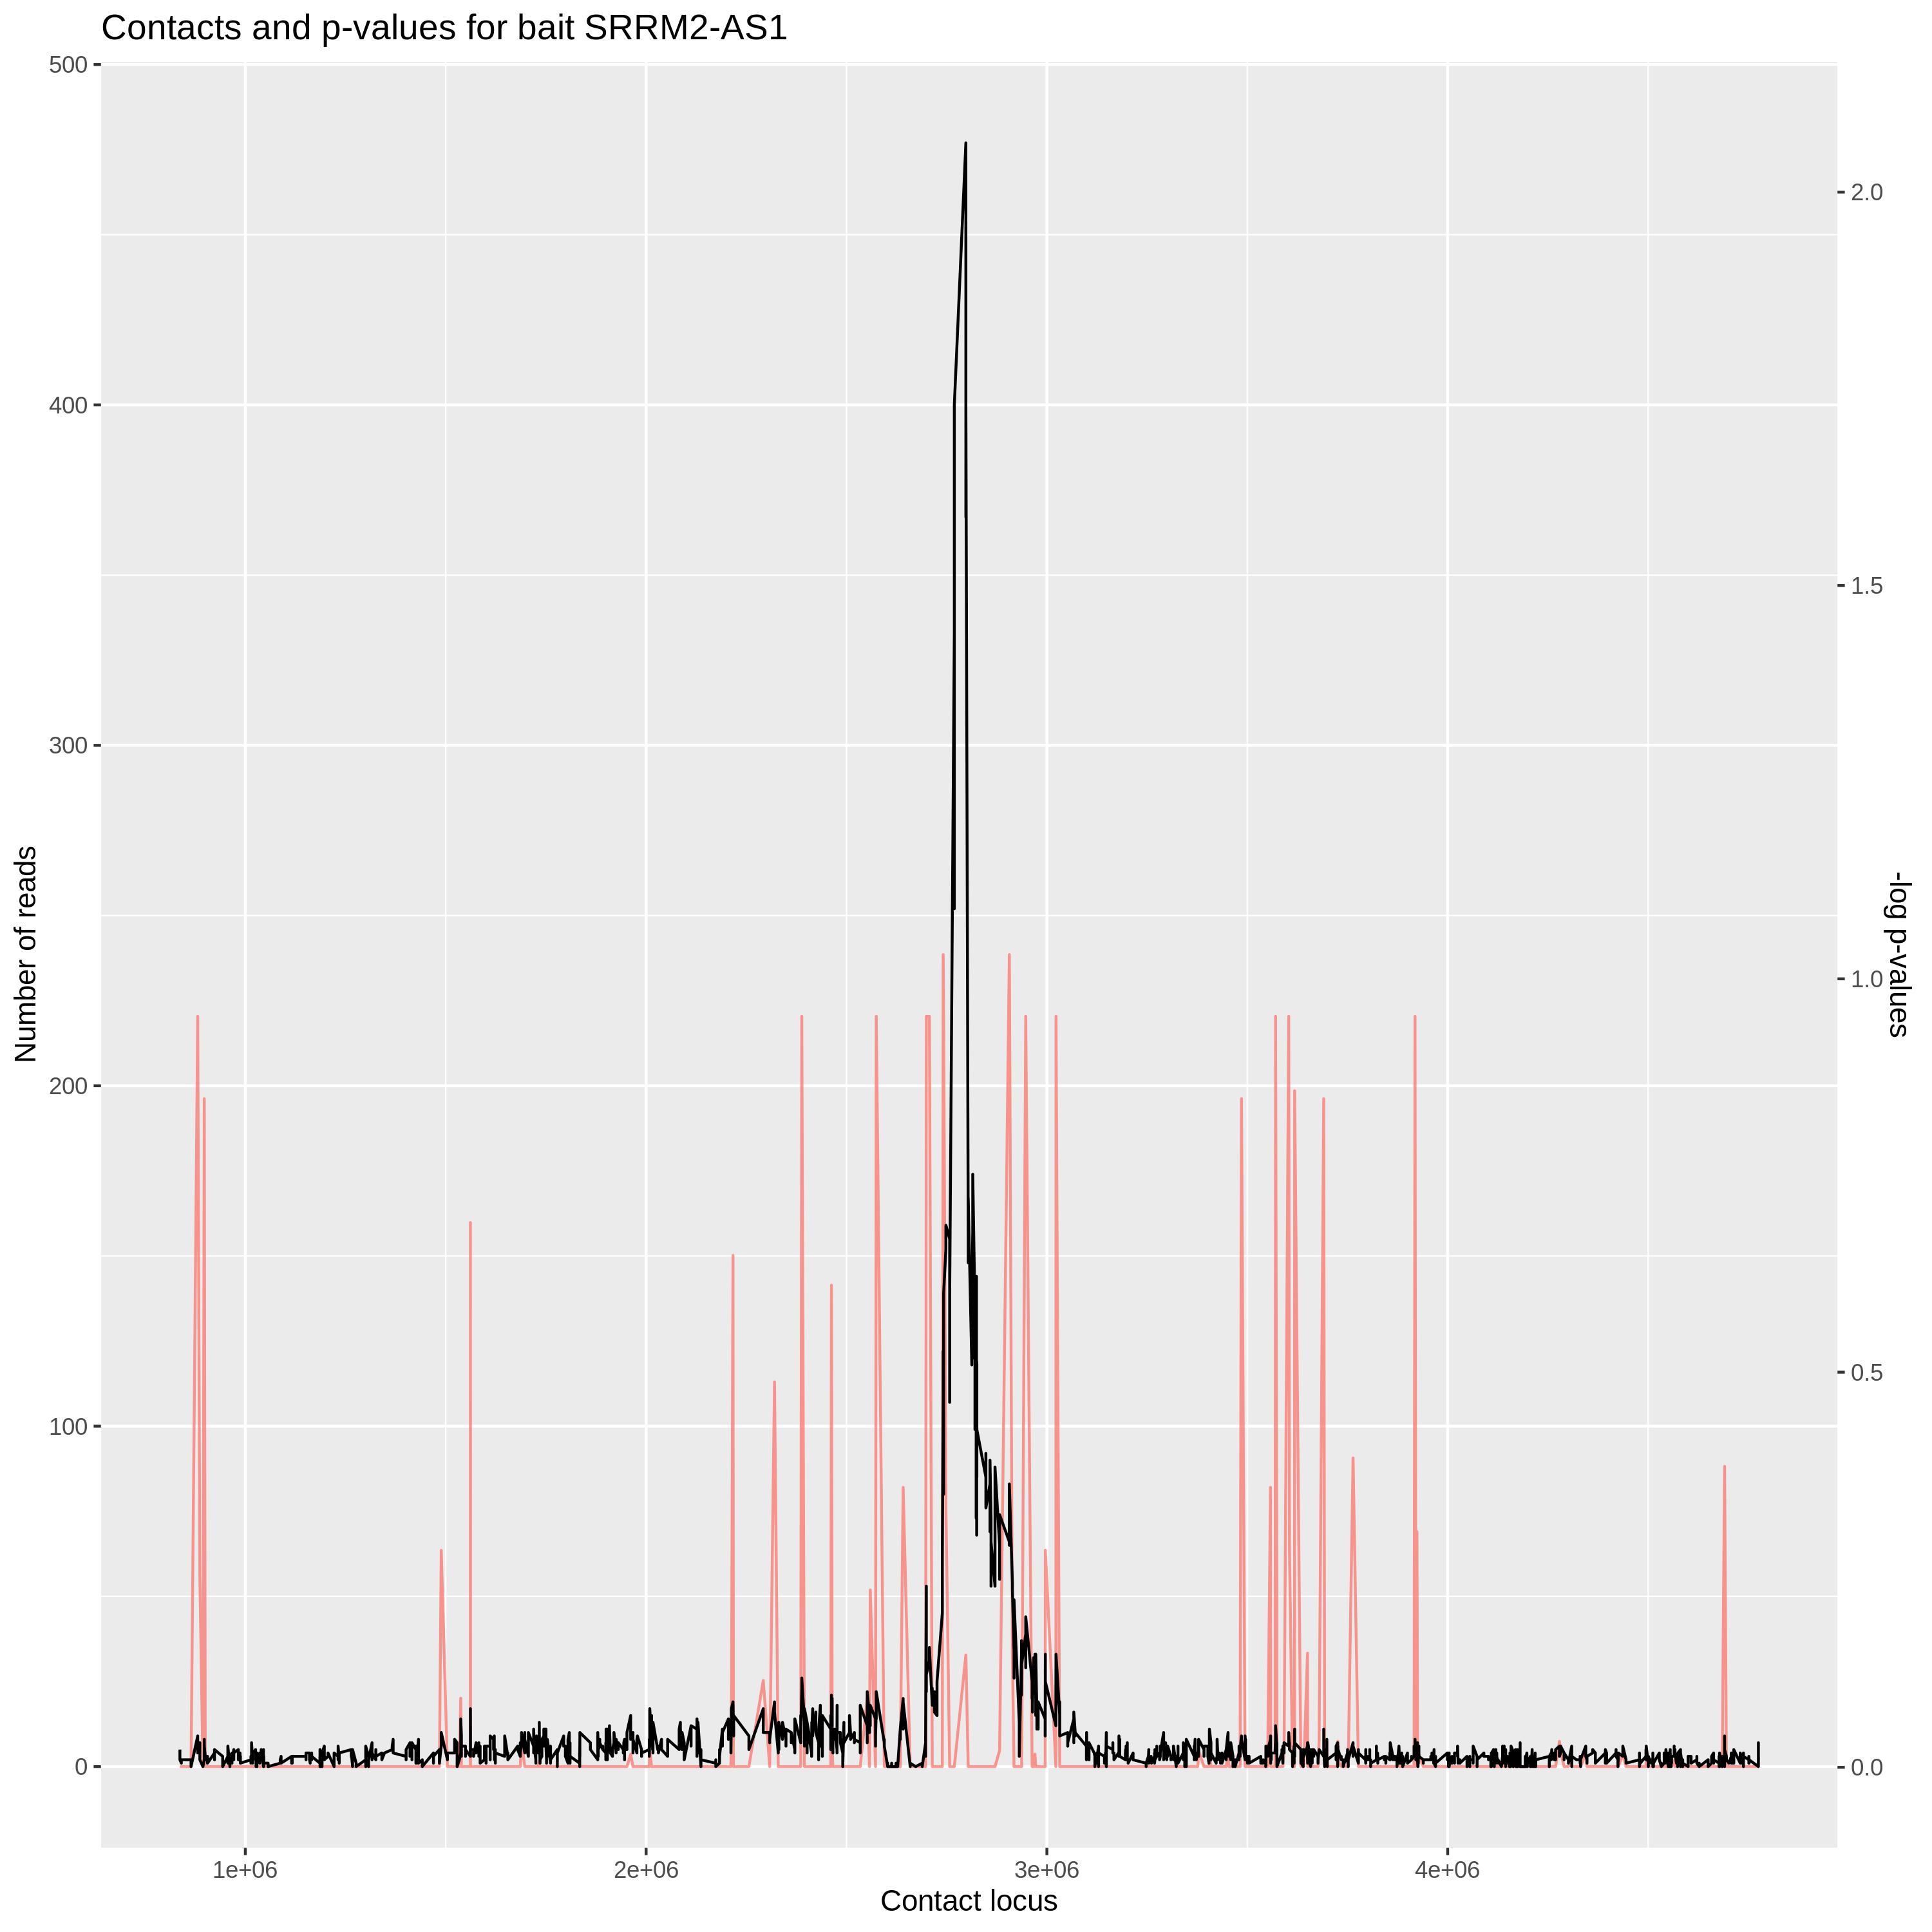 Contacts and p-values for bait SRRM2-AS1
500
400
300
200
100
0
Number of reads
2.0
1.5
1.0
0.5
0.0
-log p-values
1e+06
2e+06
3e+06
4e+06
Contact locus